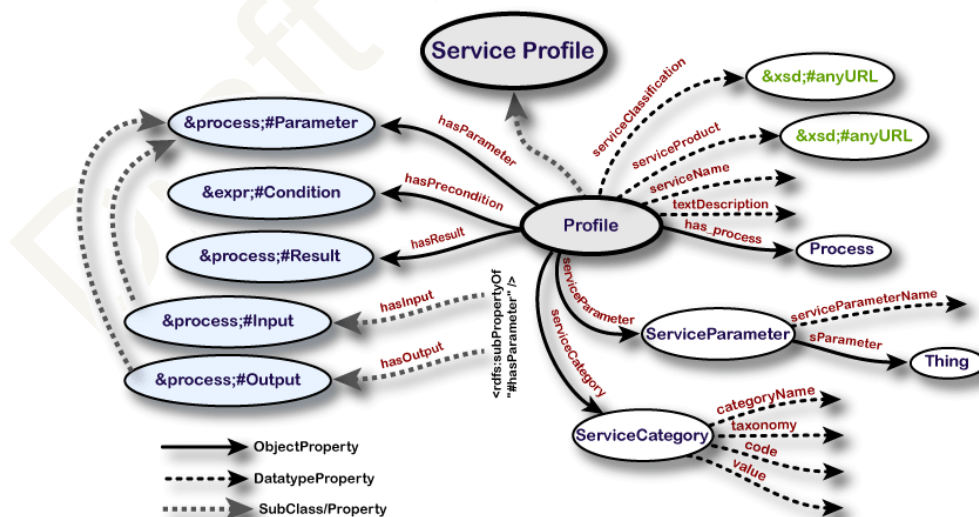 Draft
Service Profile
serviceClassification
&xsd;#anyURL
&process;#Parameter
hasParameter
serviceProduct
&xsd;#anyURL
serviceName
&expr;#Condition
hasPrecondition
textDescription
Profile
has_process
Process
hasResult
&process;#Result
hasInput
&process;#Input
<rdfs:subPropertyOf
"#hasParameter" />
serviceParameter
serviceCategory
serviceParameterName
ServiceParameter
sParameter
Thing
hasOutput
&process;#Output
categoryName
taxonomy
ServiceCategory
code
value
ObjectProperty
DatatypeProperty
SubClass/Property